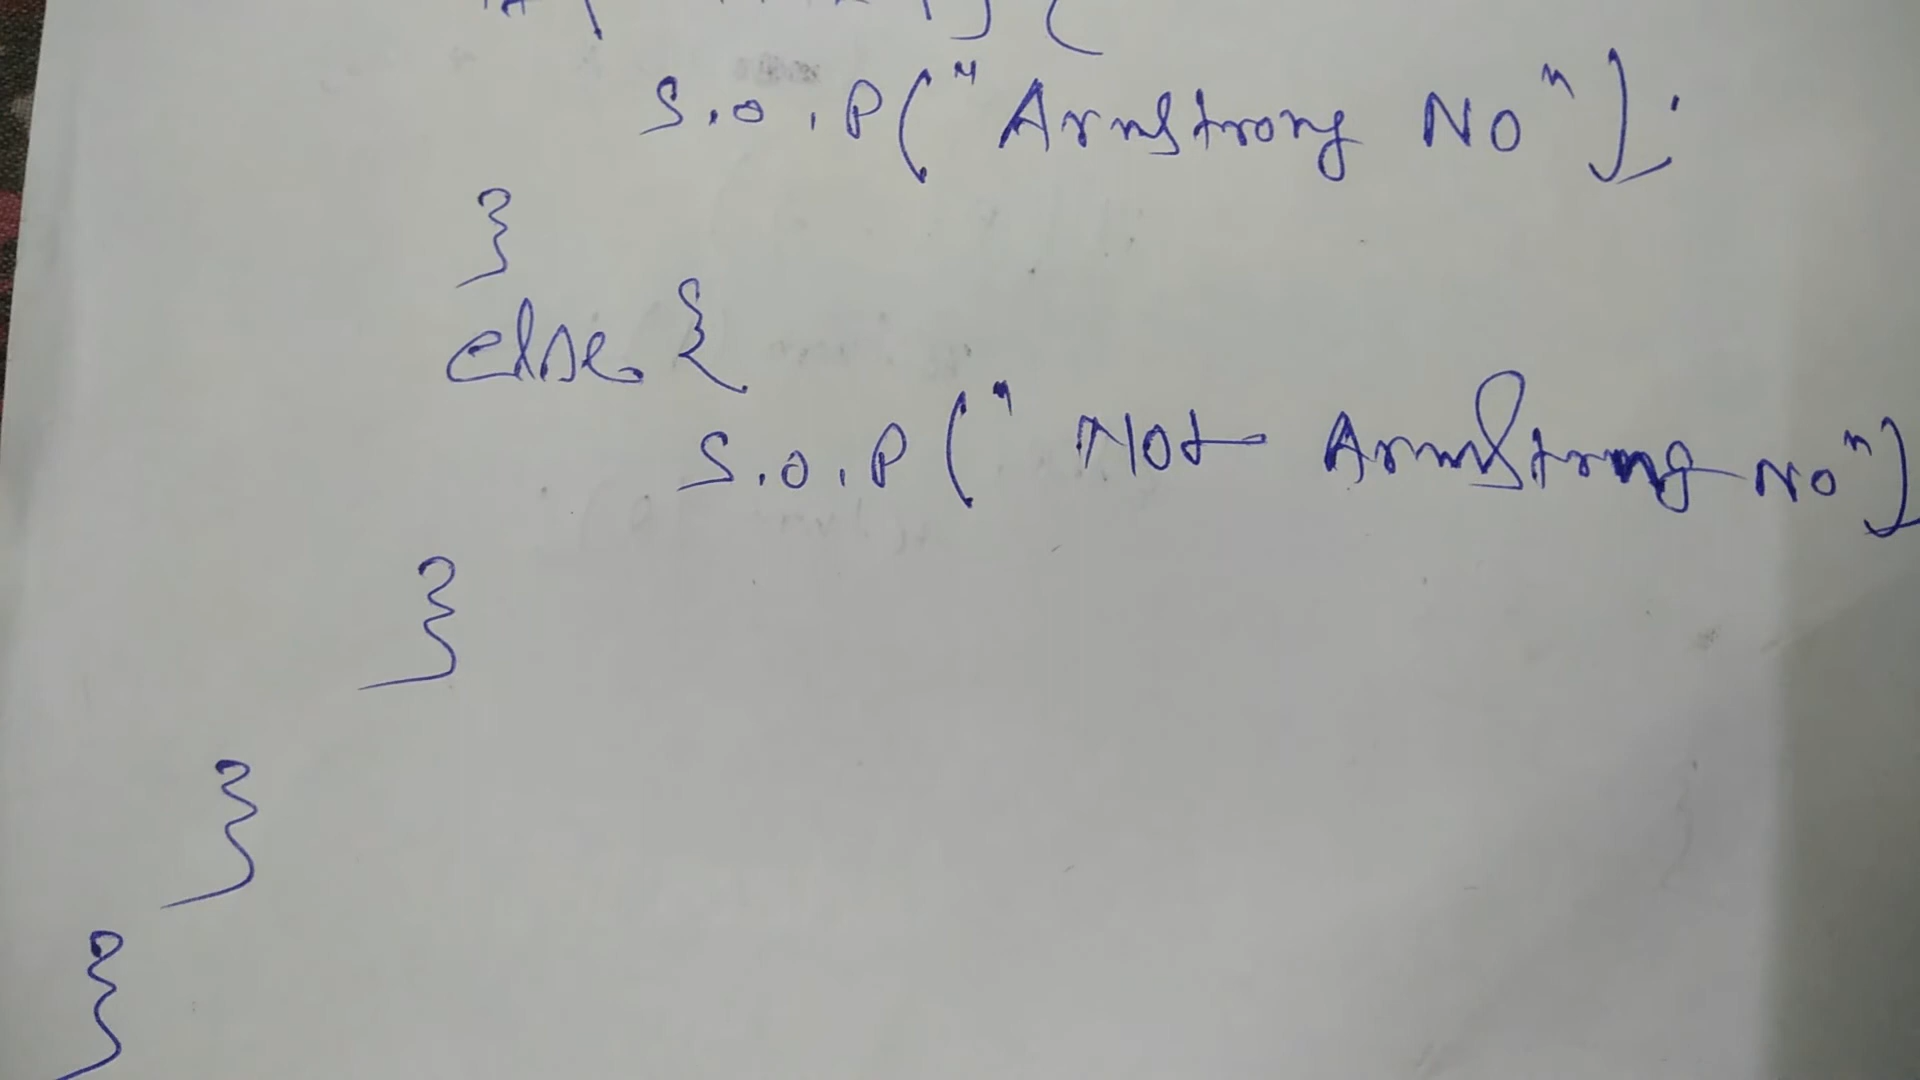 S.O.P("Armstrong NO");
}
else {
S.O.P("Not Armstrong NO")
}
}
}